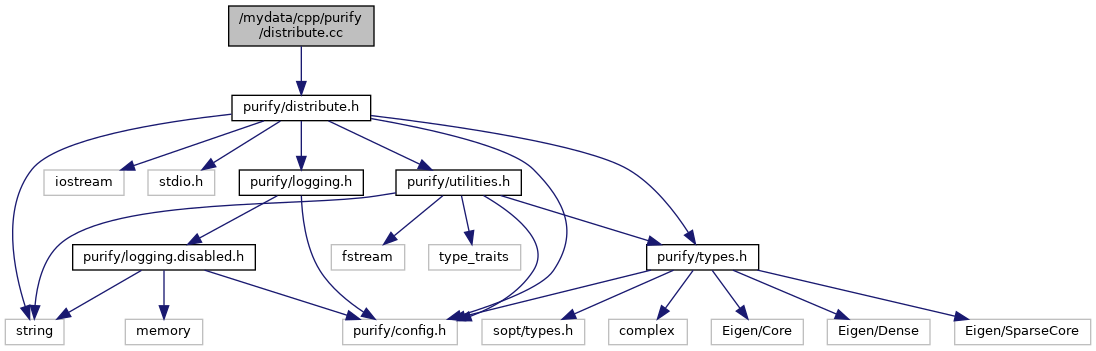 /mydata/cpp/purify
/distribute.cc
purify/distribute.h
iostream
stdio.h
purify/logging.h
purify/utilities.h
purify/logging.disabled.h
fstream
type_traits
purify/types.h
string
memory
purify/config.h
sopt/types.h
complex
Eigen/Core
Eigen/Dense
Eigen/SparseCore